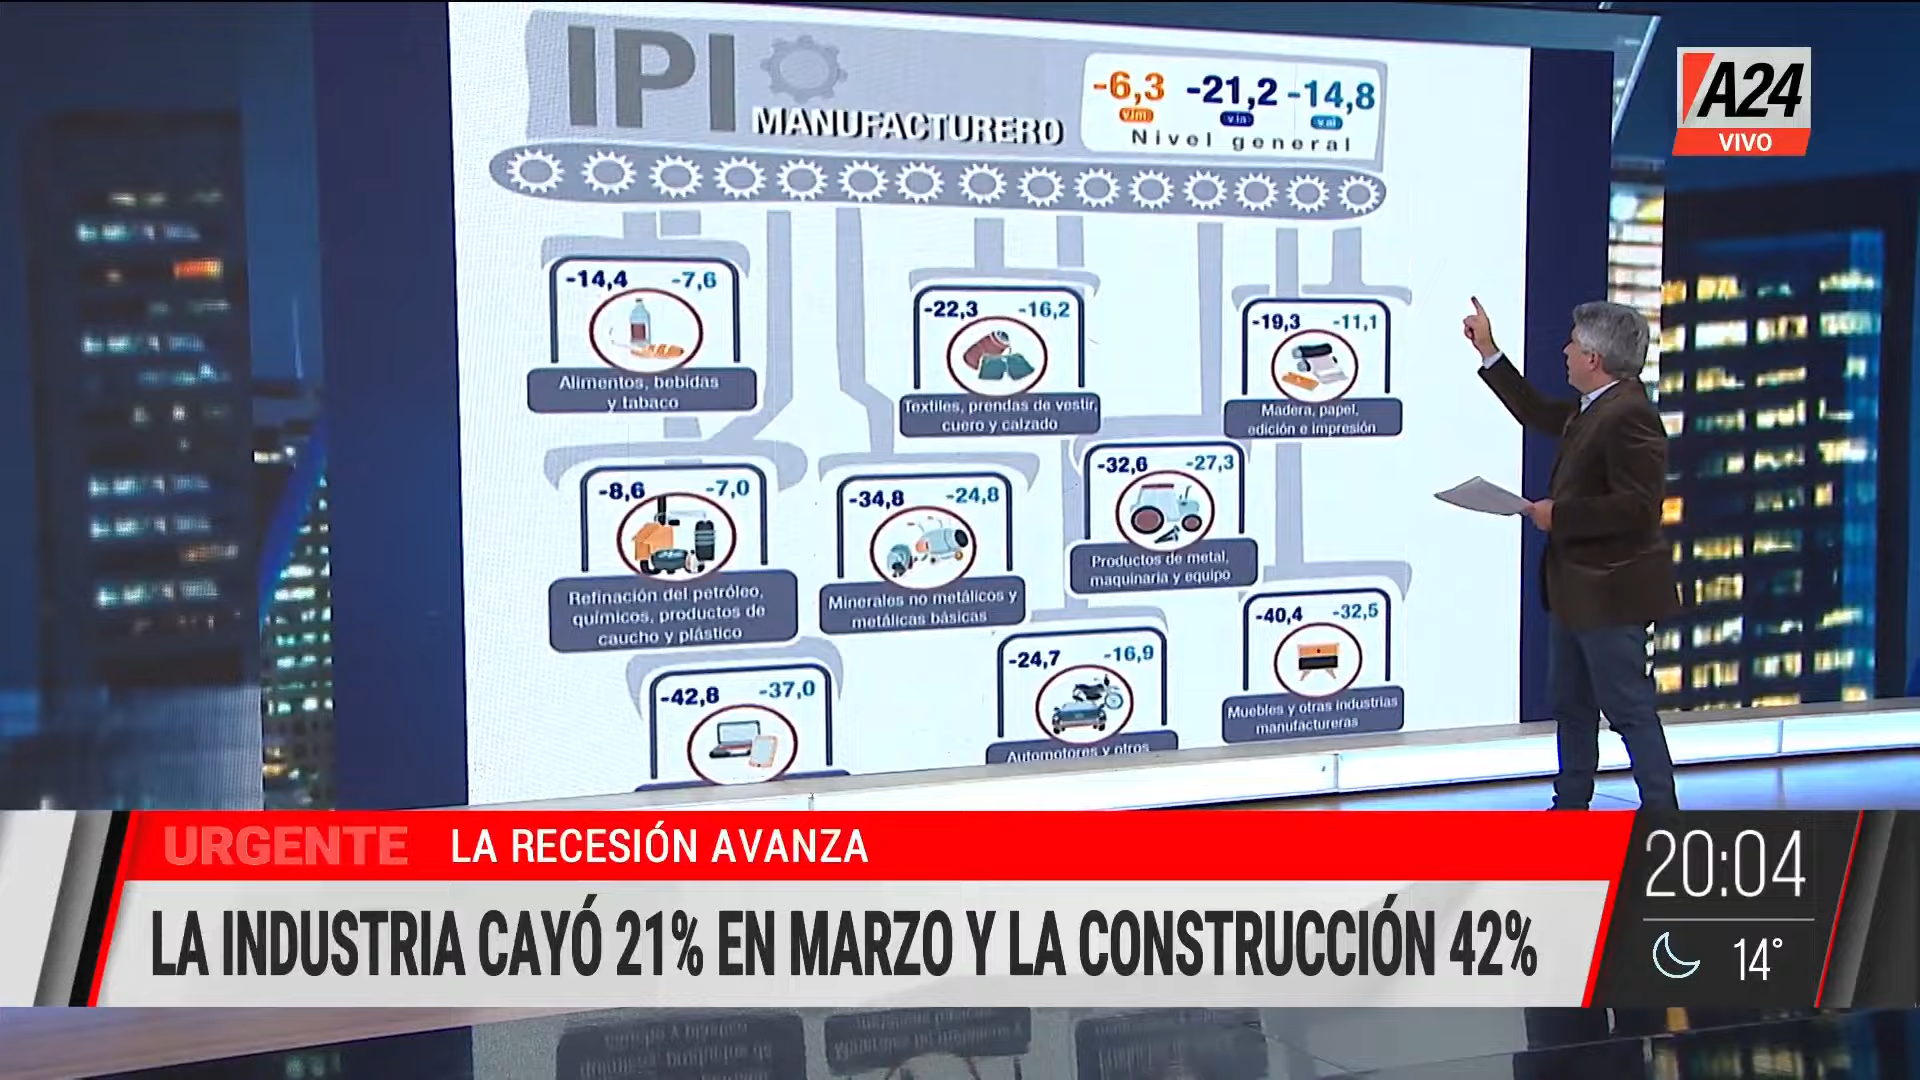 IPI
MANUFACTURERO
-6,3 -21,2 -14,8
v.m v.ia v.ai
Nivel general
A24
VIVO
-14,4 -7,6
Alimentos, bebidas
y tabaco
-22,3 -16,2
Textiles, prendas de vestir,
cuero y calzado
-19,3 -11,1
Madera, papel,
edición e impresión
-8,6 -7,0
Refinación del petróleo,
químicos, productos de
caucho y plástico
-34,8 -24,8
Minerales no metálicos y
metálicas básicas
-32,6 -27,3
Productos de metal,
maquinaria y equipo
-42,8 -37,0
-24,7 -16,9
Automotores y otros
-40,4 -32,5
Muebles y otras industrias
manufactureras
URGENTE LA RECESIÓN AVANZA
LA INDUSTRIA CAYÓ 21% EN MARZO Y LA CONSTRUCCIÓN 42%
20:04
14°